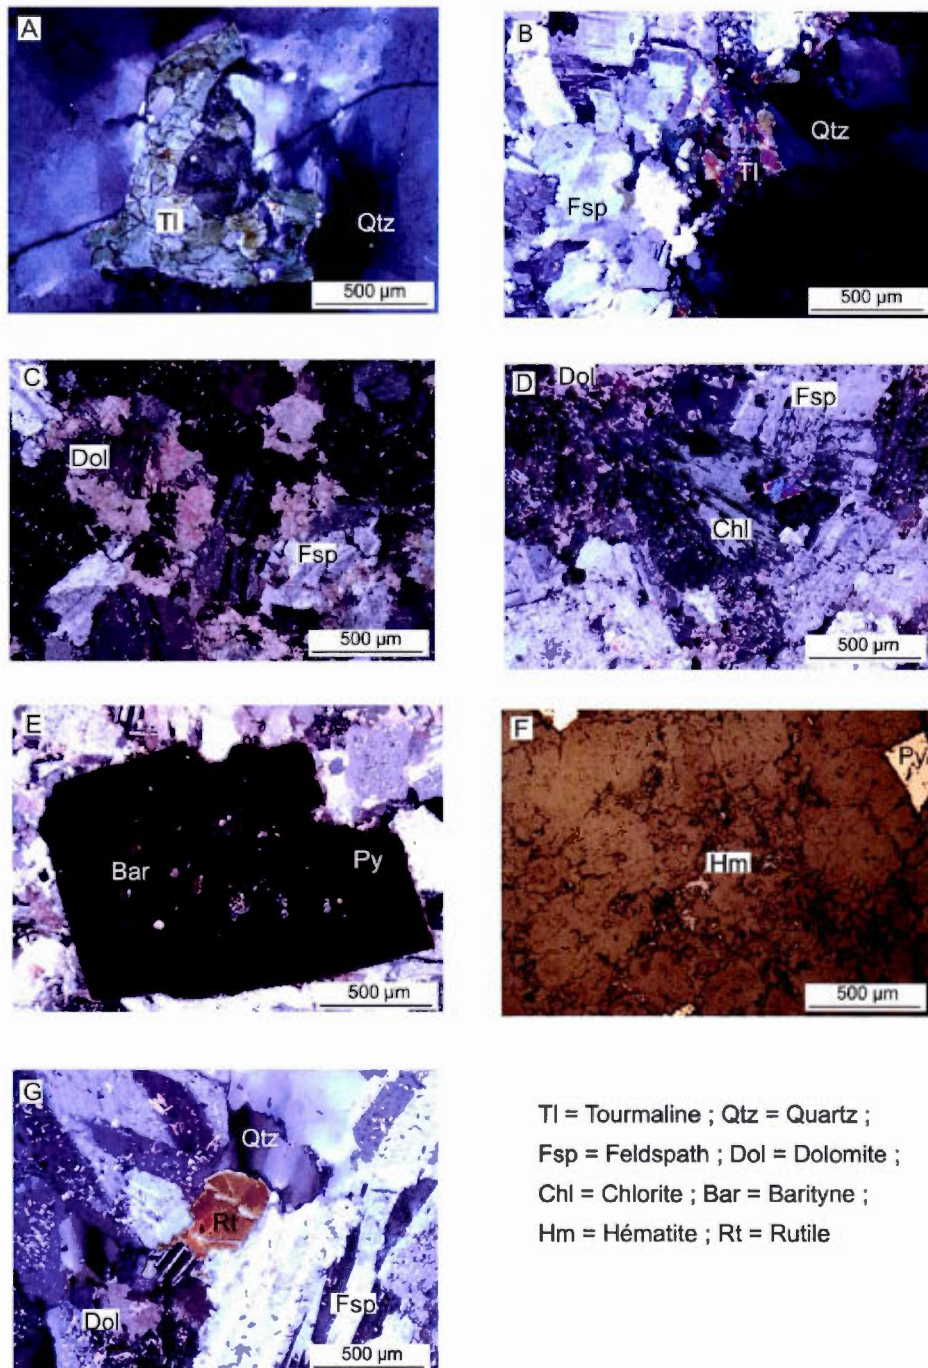 A
Tl
Qtz
500 µm
B
Qtz
Tl
Fsp
500 µm
C
Dol
Fsp
500 µm
D
Dol
Fsp
Chl
500 µm
E
Bar
Py
500 µm
F
Py
Hm
500 µm
G
Qtz
Rt
Dol
Fsp
500 µm
Tl = Tourmaline ; Qtz = Quartz ;
Fsp = Feldspath ; Dol = Dolomite ;
Chl = Chlorite ; Bar = Barityne ;
Hm = Hématite ; Rt = Rutile